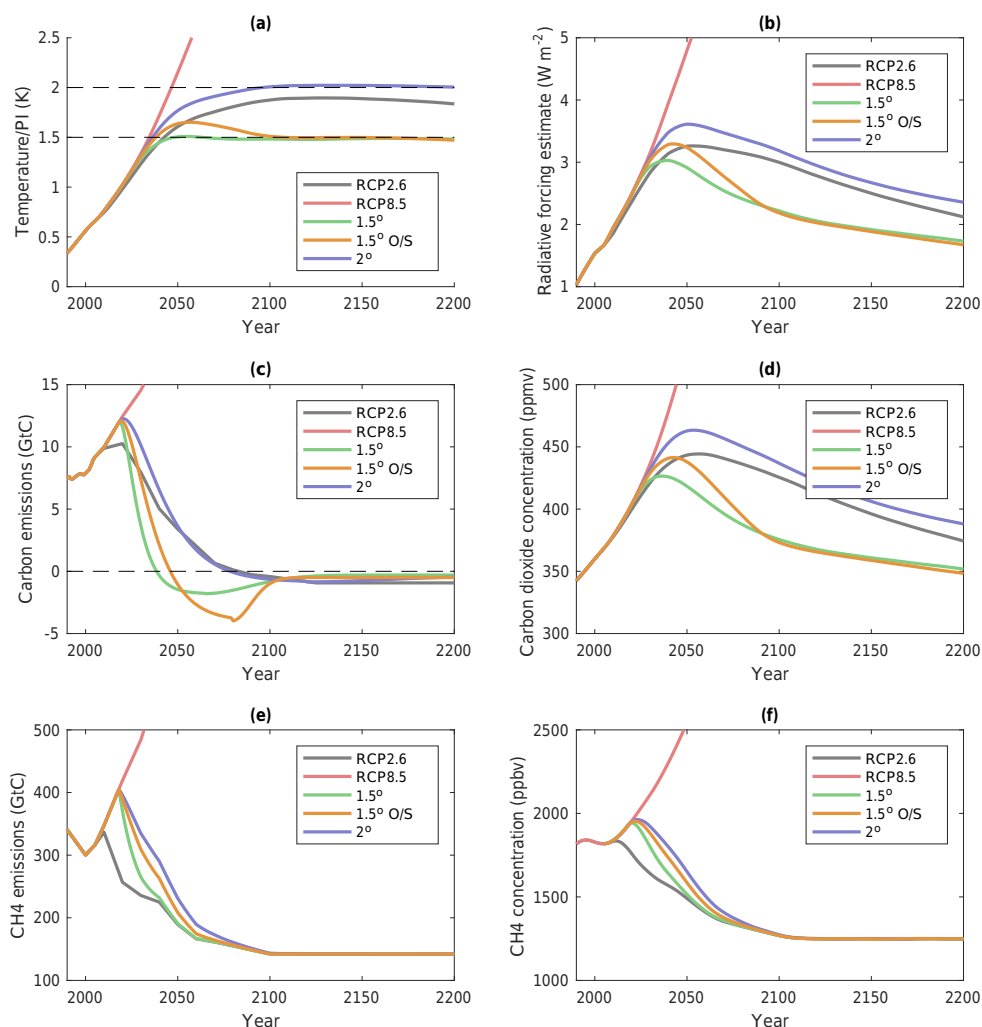 (a)
Temperature/PI (K)
2.5
2
1.5
1
0.5
0
RCP2.6
RCP8.5
1.5°
1.5° O/S
2°
2000 2050 2100 2150 2200
Year
(b)
Radiative forcing estimate (W m⁻²)
5
4
3
2
1
RCP2.6
RCP8.5
1.5°
1.5° O/S
2°
2000 2050 2100 2150 2200
Year
(c)
Carbon emissions (GtC)
15
10
5
0
-5
RCP2.6
RCP8.5
1.5°
1.5° O/S
2°
2000 2050 2100 2150 2200
Year
(d)
Carbon dioxide concentration (ppmv)
500
450
400
350
300
RCP2.6
RCP8.5
1.5°
1.5° O/S
2°
2000 2050 2100 2150 2200
Year
(e)
CH4 emissions (GtC)
500
400
300
200
100
RCP2.6
RCP8.5
1.5°
1.5° O/S
2°
2000 2050 2100 2150 2200
Year
(f)
CH4 concentration (ppbv)
2500
2000
1500
1000
RCP2.6
RCP8.5
1.5°
1.5° O/S
2°
2000 2050 2100 2150 2200
Year